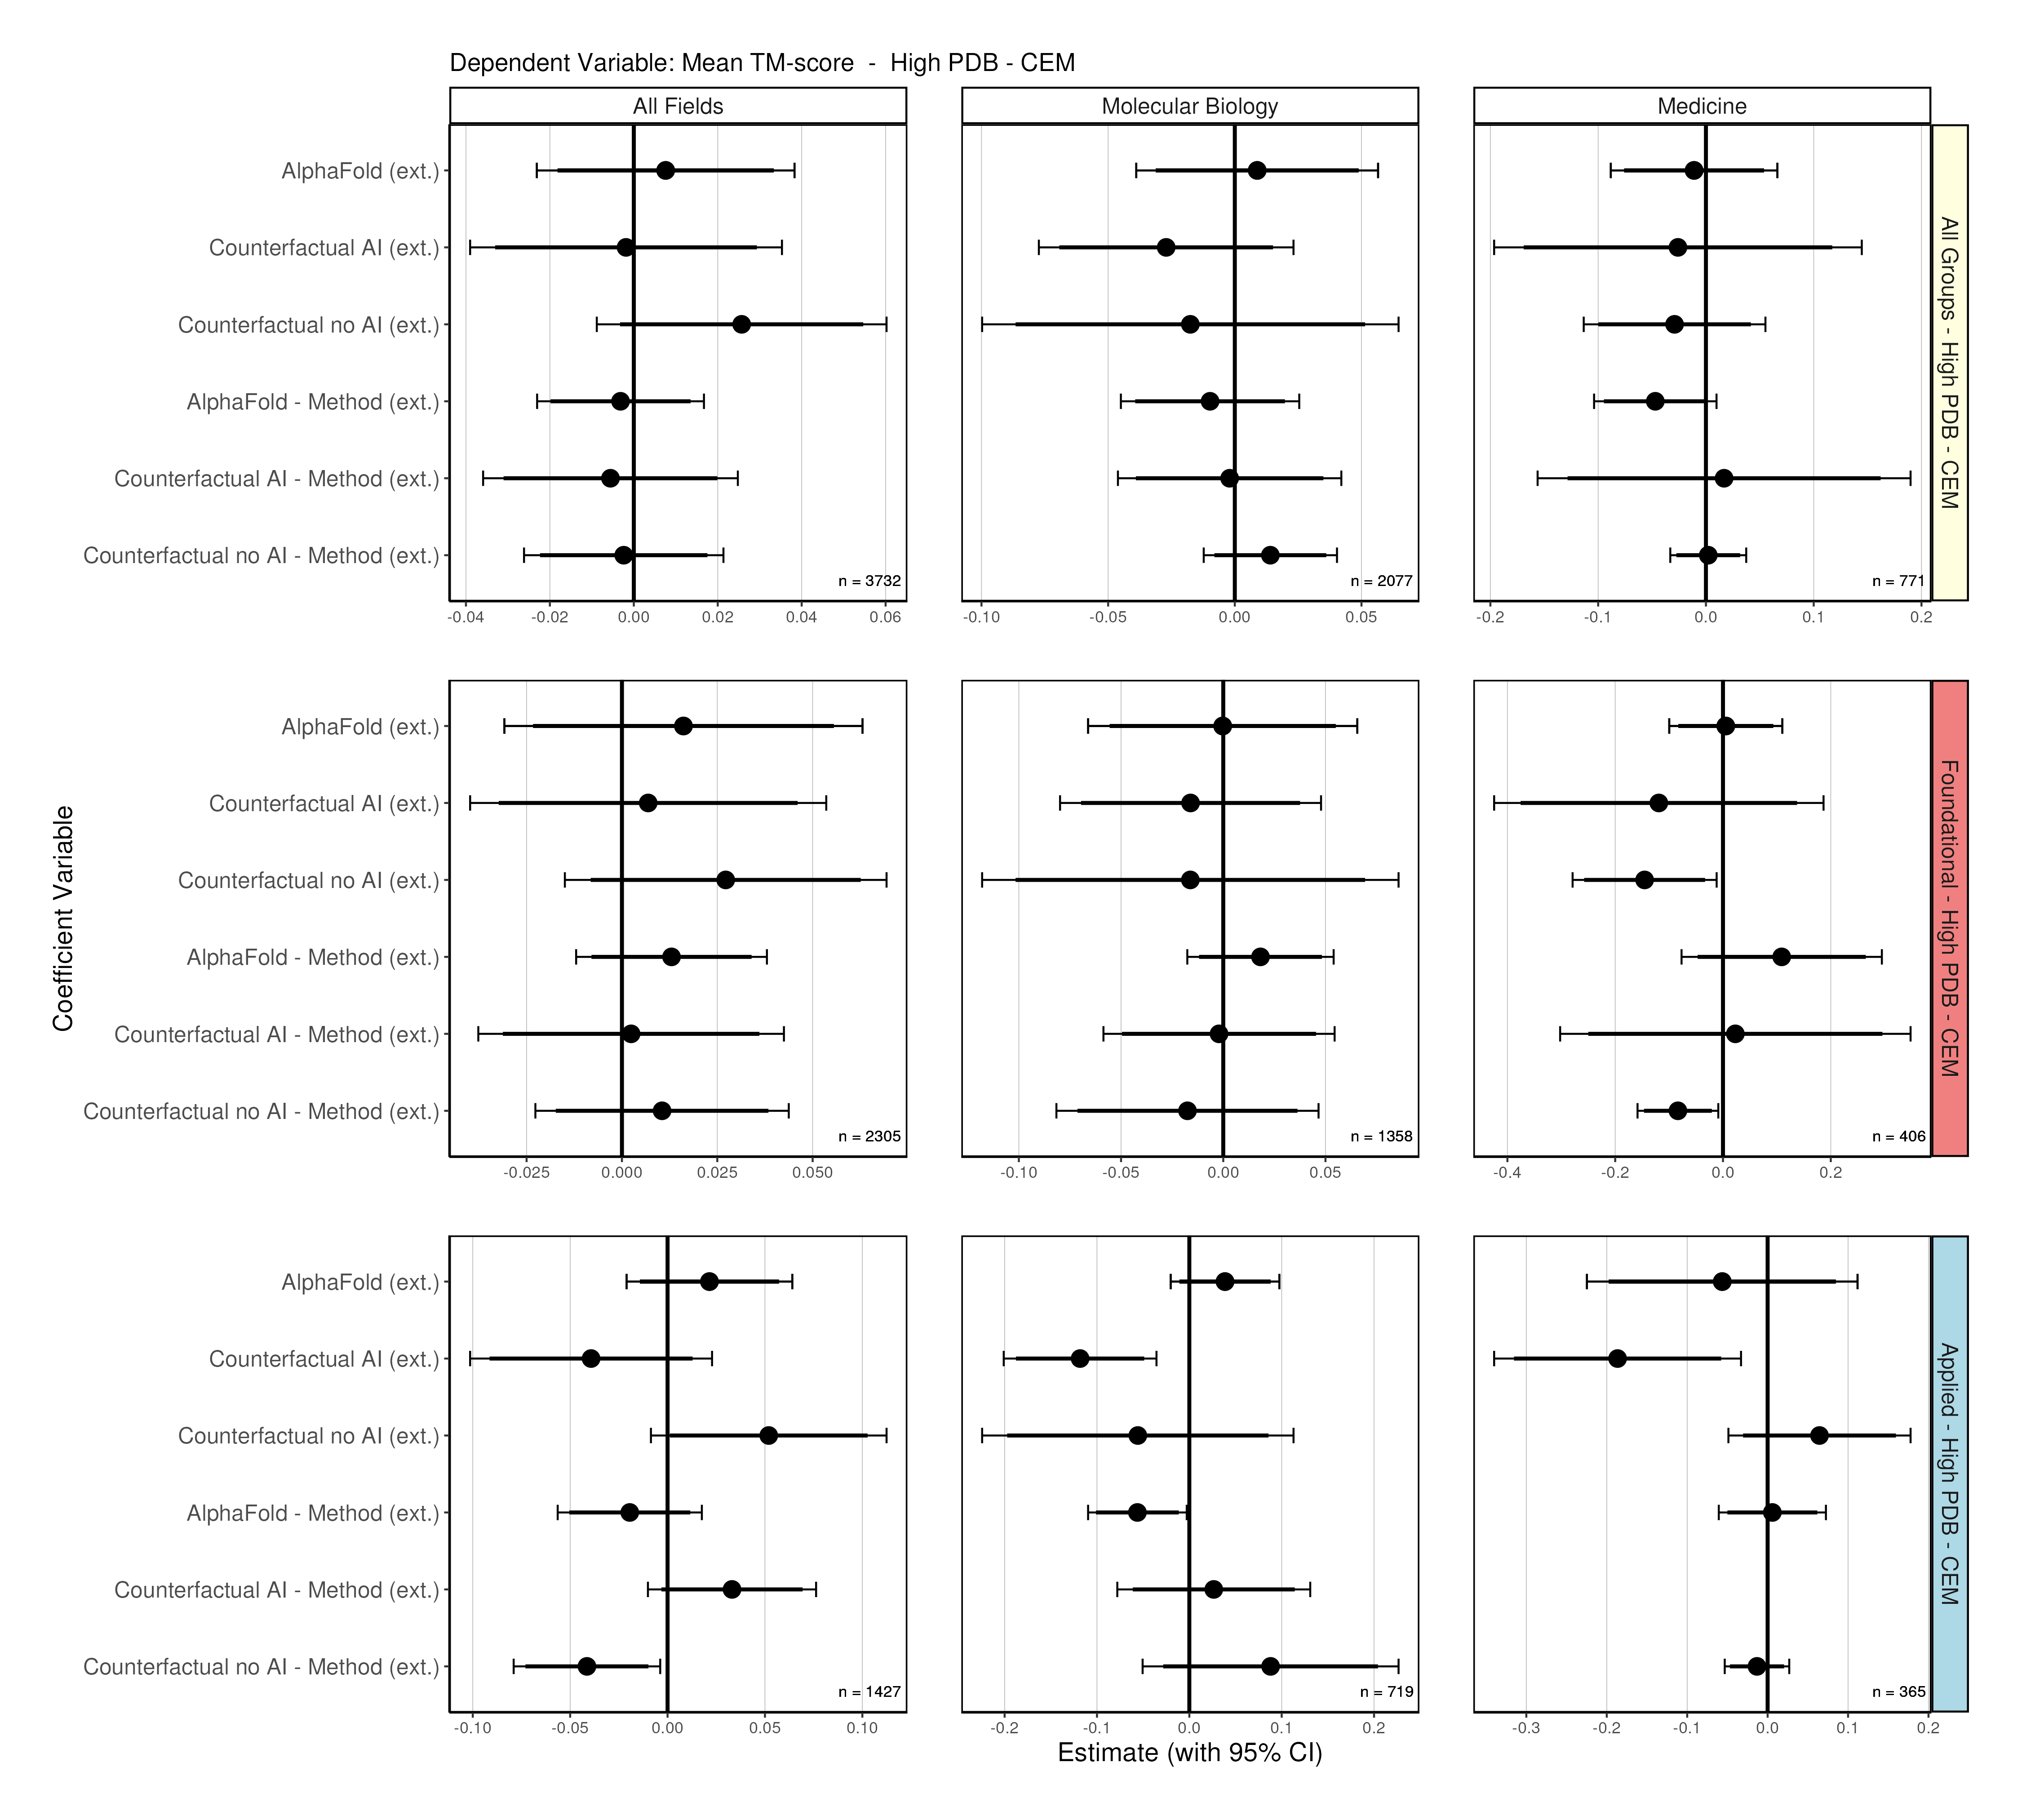 Dependent Variable: Mean TM-score - High PDB - CEM
All Fields
Molecular Biology
Medicine
AlphaFold (ext.)
Counterfactual AI (ext.)
Counterfactual no AI (ext.)
AlphaFold - Method (ext.)
Counterfactual AI - Method (ext.)
Counterfactual no AI - Method (ext.)
n = 3732
n = 2077
n = 771
All Groups - High PDB - CEM
-0.04 -0.02 0.00 0.02 0.04 0.06
-0.10 -0.05 0.00 0.05
-0.2 -0.1 0.0 0.1 0.2
Coefficient Variable
AlphaFold (ext.)
Counterfactual AI (ext.)
Counterfactual no AI (ext.)
AlphaFold - Method (ext.)
Counterfactual AI - Method (ext.)
Counterfactual no AI - Method (ext.)
n = 2305
n = 1358
n = 406
Foundational - High PDB - CEM
-0.025 0.000 0.025 0.050
-0.10 -0.05 0.00 0.05
-0.4 -0.2 0.0 0.2
AlphaFold (ext.)
Counterfactual AI (ext.)
Counterfactual no AI (ext.)
AlphaFold - Method (ext.)
Counterfactual AI - Method (ext.)
Counterfactual no AI - Method (ext.)
n = 1427
n = 719
n = 365
Applied - High PDB - CEM
-0.10 -0.05 0.00 0.05 0.10
-0.2 -0.1 0.0 0.1 0.2
-0.3 -0.2 -0.1 0.0 0.1 0.2
Estimate (with 95% CI)